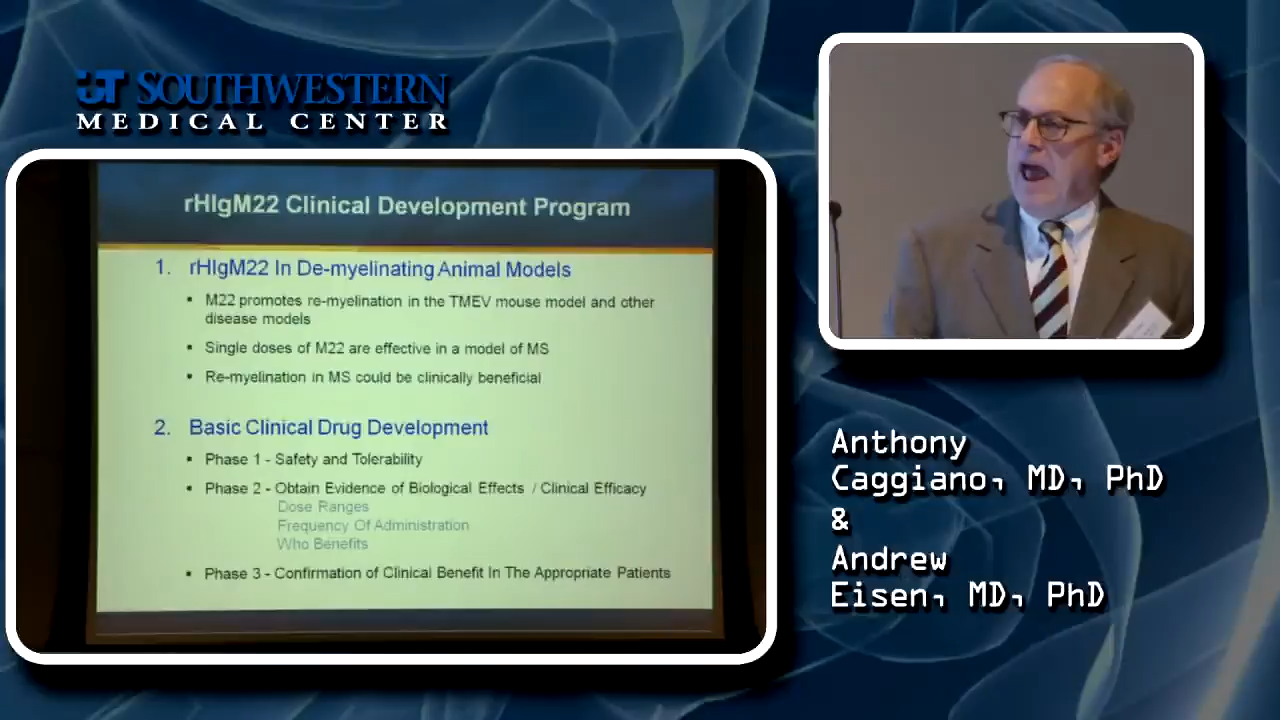 UT SOUTHWESTERN
MEDICAL CENTER
rHIgM22 Clinical Development Program
1. rHIgM22 In De-myelinating Animal Models
▪ M22 promotes re-myelination in the TMEV mouse model and other
disease models
▪ Single doses of M22 are effective in a model of MS
▪ Re-myelination in MS could be clinically beneficial
2. Basic Clinical Drug Development
▪ Phase 1 - Safety and Tolerability
▪ Phase 2 - Obtain Evidence of Biological Effects / Clinical Efficacy
Dose Ranges
Frequency Of Administration
Who Benefits
▪ Phase 3 - Confirmation of Clinical Benefit In The Appropriate Patients
Anthony
Caggiano, MD, PhD
&
Andrew
Eisen, MD, PhD